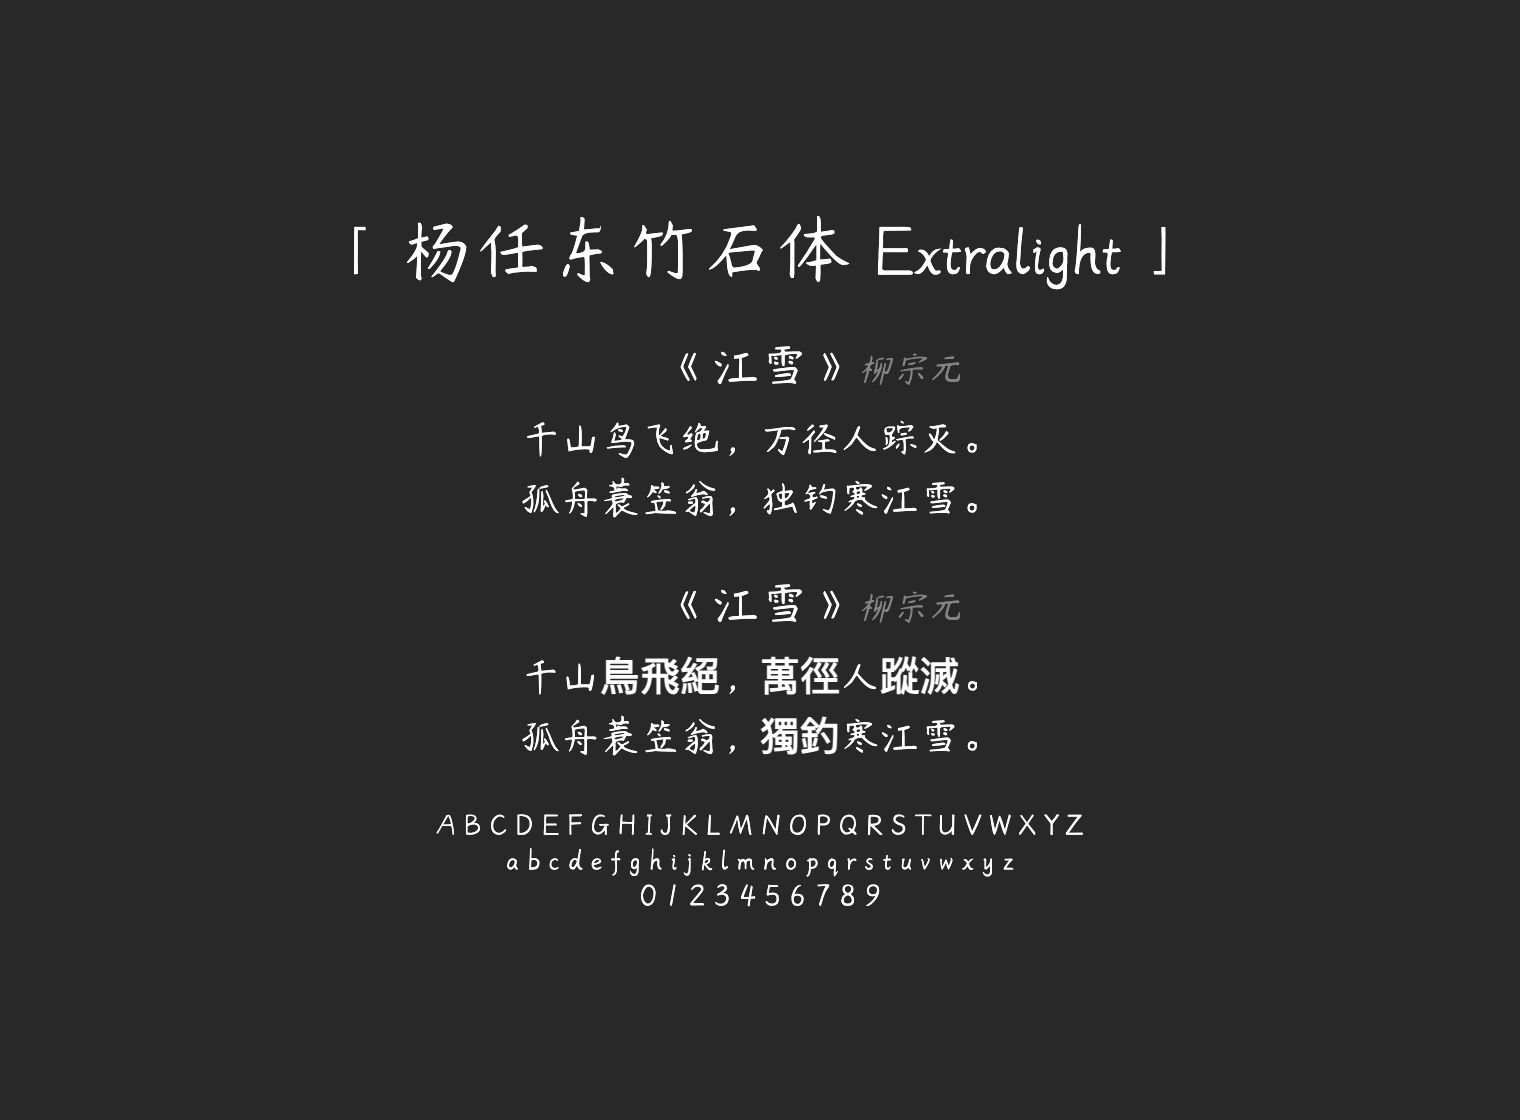 「 杨任东竹石体 Extralight 」
《 江雪 》柳宗元
千山鸟飞绝，万径人踪灭。
孤舟蓑笠翁，独钓寒江雪。
《 江雪 》柳宗元
千山鳥飛絕，萬徑人蹤滅。
孤舟蓑笠翁，獨釣寒江雪。
A B C D E F G H I J K L M N O P Q R S T U V W X Y Z
a b c d e f g h i j k l m n o p q r s t u v w x y z
0 1 2 3 4 5 6 7 8 9